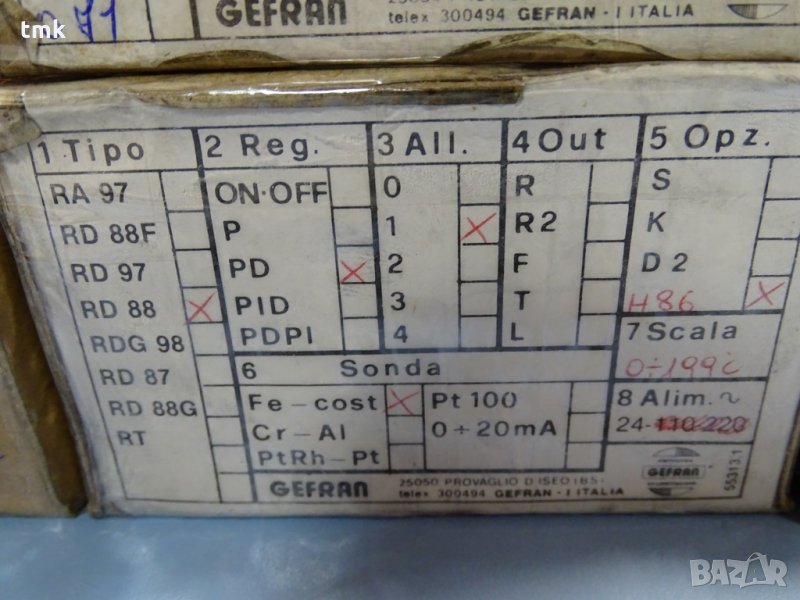 tmk
71
GEFRAN
telex 300494 GEFRAN - I ITALIA
1 Tipo
RA 97
RD 88F
RD 97
RD 88 X
RDG 98
RD 87
RD 88G
RT
2 Reg.
ON·OFF
P
PD X
PID
PDPI
3 All.
0
1 X
2
3
4
4 Out
R
R2
F
T
L
5 Opz.
S
K
D2
H86 X
6 Sonda
Fe-cost X
Cr-Al
PtRh-Pt
Pt 100
0÷20mA
7 Scala
0÷199
8 Alim.~
24-110-220
GEFRAN
25050 PROVAGLIO D'ISEO (BS)
telex 300494 GEFRAN - I ITALIA
GEFRAN
55313.1
BAZAR